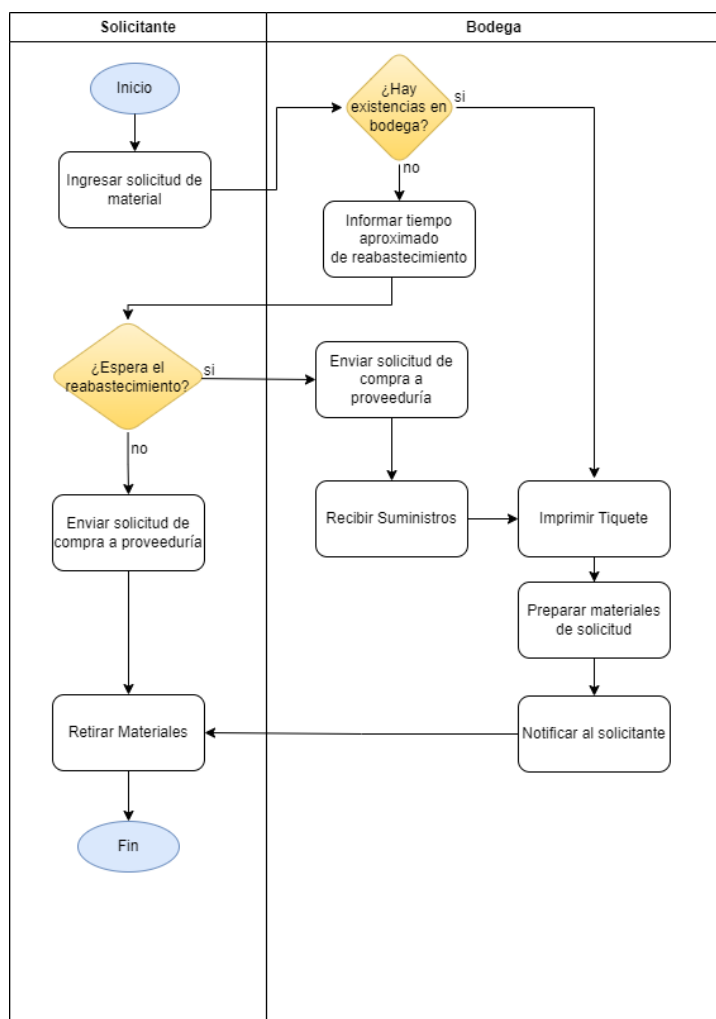 Solicitante
Bodega
Inicio
¿Hay
existencias en
bodega?
si
no
Ingresar solicitud de
material
Informar tiempo
aproximado
de reabastecimiento
¿Espera el
reabastecimiento?
si
no
Enviar solicitud de
compra a
proveeduría
Enviar solicitud de
compra a proveeduría
Recibir Suministros
Imprimir Tiquete
Preparar materiales
de solicitud
Retirar Materiales
Notificar al solicitante
Fin